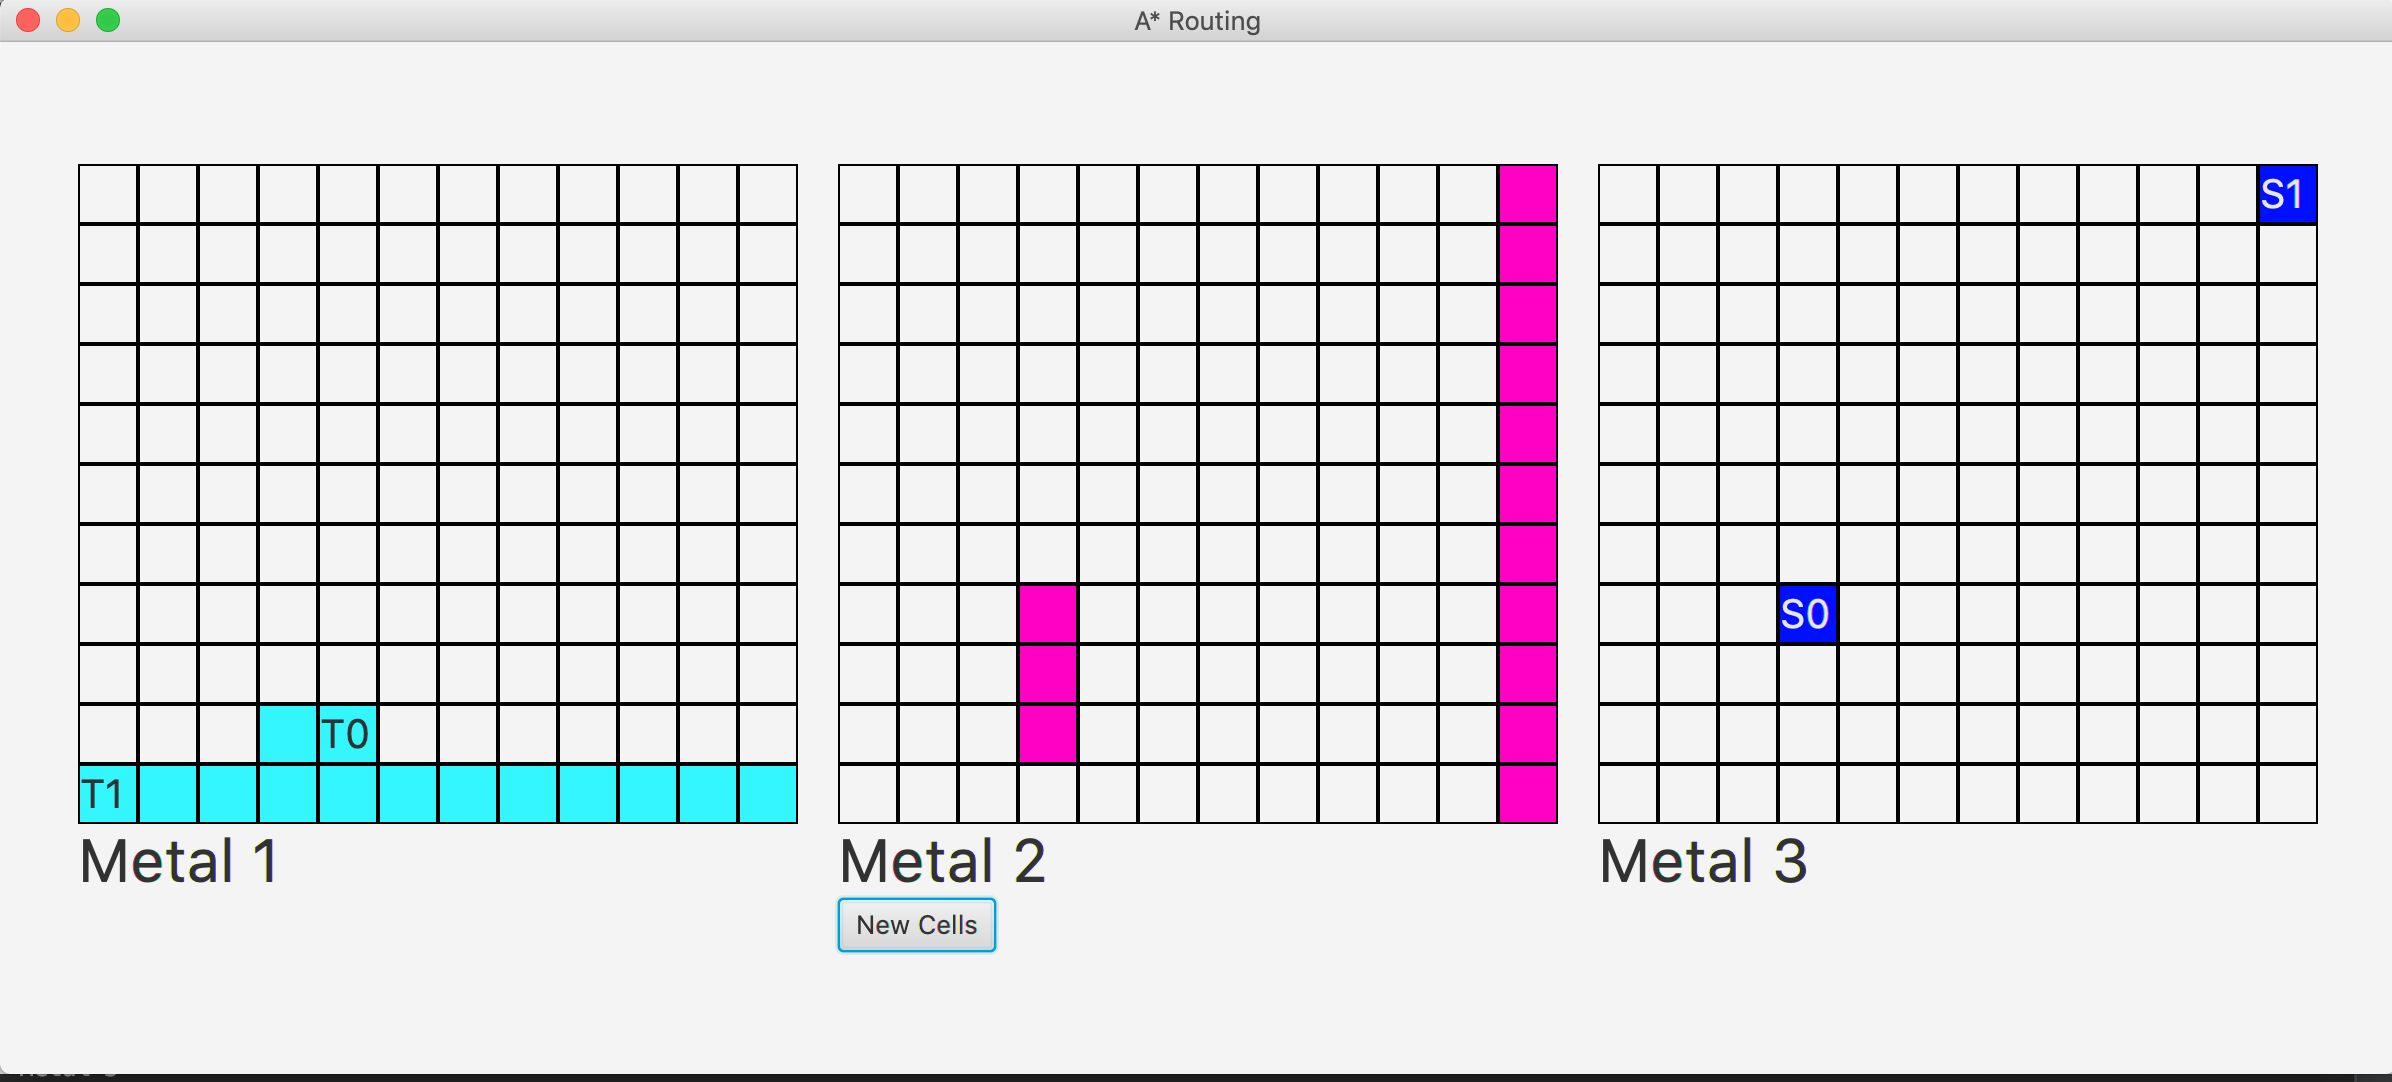 A* Routing
S1
S0
T0
T1
Metal 1
Metal 2
Metal 3
New Cells